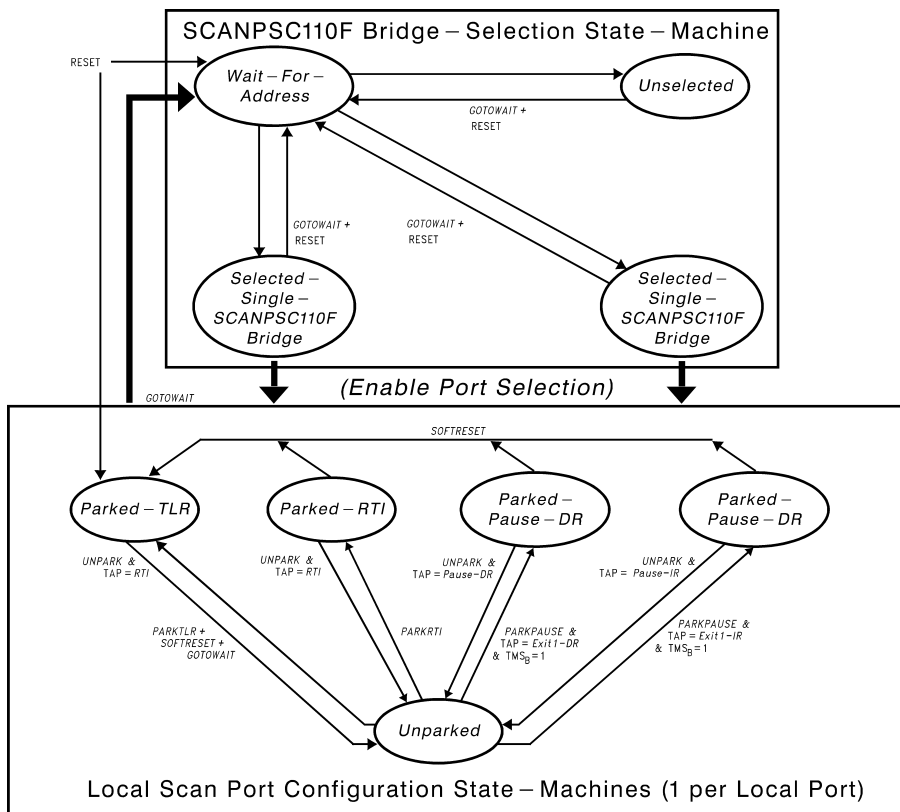 SCANPSC110F Bridge – Selection State – Machine
RESET
Wait – For –
Address
Unselected
GOTOWAIT +
RESET
GOTOWAIT +
RESET
GOTOWAIT +
RESET
Selected –
Single –
SCANPSC110F
Bridge
Selected –
Single –
SCANPSC110F
Bridge
(Enable Port Selection)
GOTOWAIT
SOFTRESET
Parked – TLR
Parked – RTI
Parked –
Pause – DR
Parked –
Pause – DR
UNPARK &
TAP = RTI
UNPARK &
TAP = RTI
UNPARK &
TAP = Pause-DR
UNPARK &
TAP = Pause-IR
PARKTLR +
SOFTRESET +
GOTOWAIT
PARKRTI
PARKPAUSE &
TAP = Exit1-DR
& TMSB = 1
PARKPAUSE &
TAP = Exit1-IR
& TMSB = 1
Unparked
Local Scan Port Configuration State – Machines (1 per Local Port)